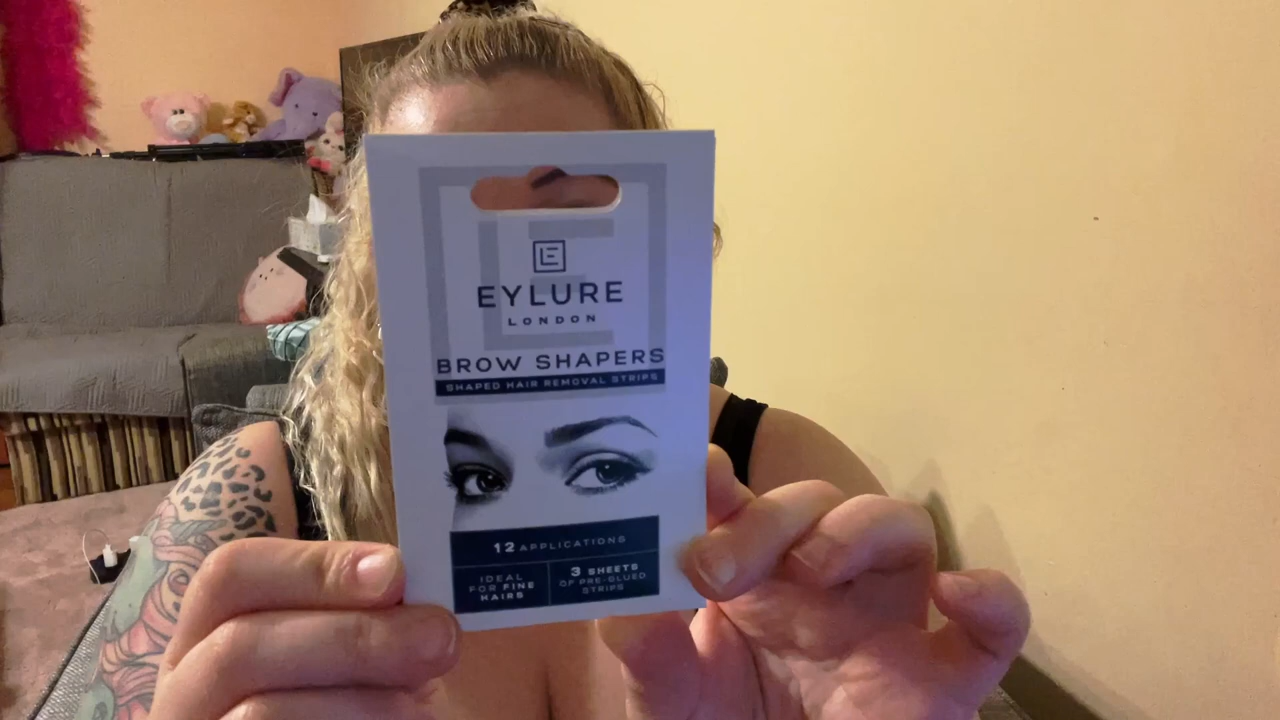 EYLURE
LONDON
BROW SHAPERS
SHAPED HAIR REMOVAL STRIPS
12 APPLICATIONS
IDEAL
FOR FINE
HAIRS
3 SHEETS
OF PRE-GLUED
STRIPS